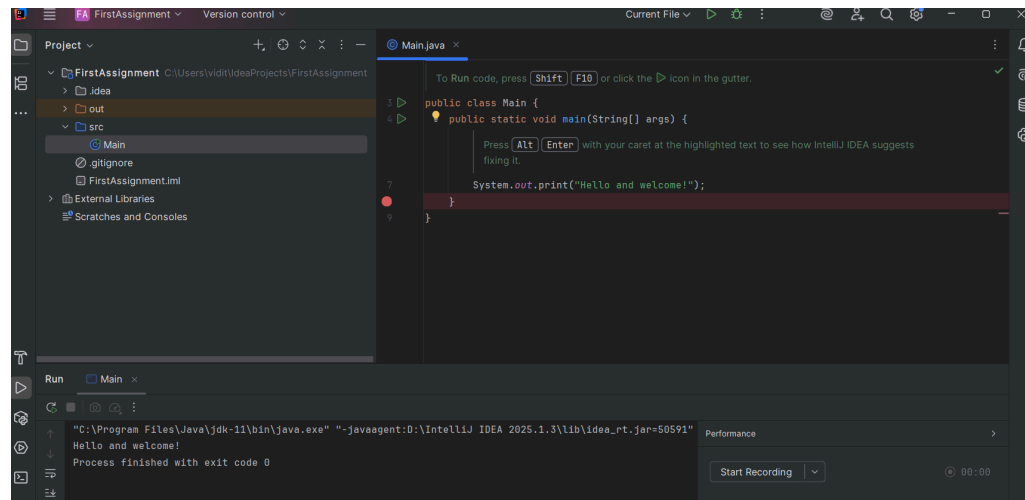 FA FirstAssignment Version control Current File
Project
Main.java
FirstAssignment C:\Users\vidit\IdeaProjects\FirstAssignment
To Run code, press Shift F10 or click the icon in the gutter.
.idea
3 public class Main {
out
4 public static void main(String[] args) {
src
Main
Press Alt Enter with your caret at the highlighted text to see how IntelliJ IDEA suggests
fixing it.
.gitignore
FirstAssignment.iml
7 System.out.print("Hello and welcome!");
External Libraries
}
Scratches and Consoles
9 }
Run Main
"C:\Program Files\Java\jdk-11\bin\java.exe" "-javaagent:D:\IntelliJ IDEA 2025.1.3\lib\idea_rt.jar=50591"
Performance
Hello and welcome!
Process finished with exit code 0
Start Recording 00:00